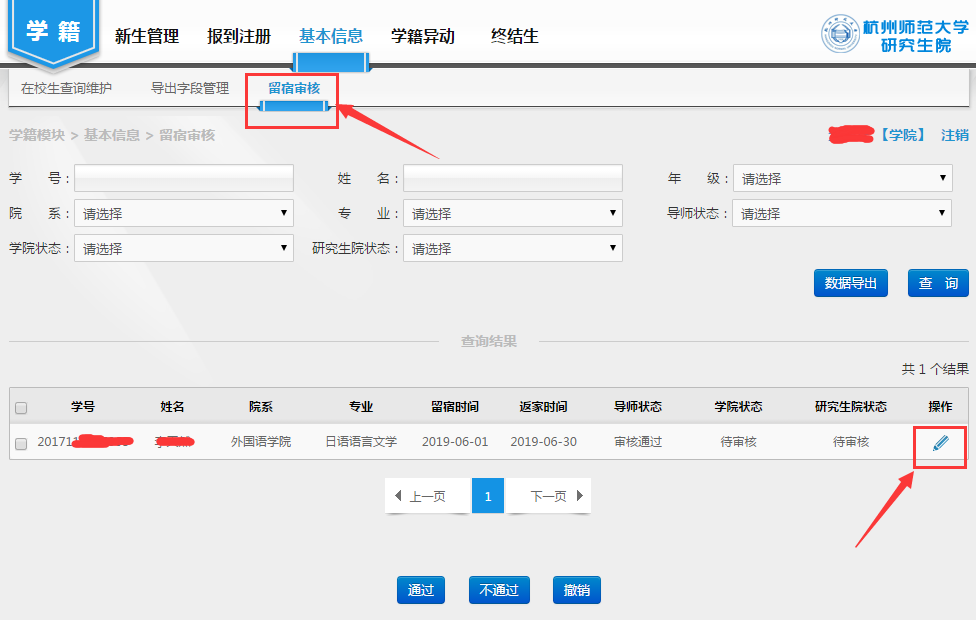 学 籍
新生管理 报到注册 基本信息 学籍异动 终结生
杭州师范大学
研究生院
在校生查询维护 导出字段管理 留宿审核
学籍模块 > 基本信息 > 留宿审核
【学院】 注销
学 号：
姓 名：
年 级： 请选择
院 系： 请选择
专 业： 请选择
导师状态： 请选择
学院状态： 请选择
研究生院状态： 请选择
数据导出 查 询
查询结果
共 1 个结果
学号 姓名 院系 专业 留宿时间 返家时间 导师状态 学院状态 研究生院状态 操作
20171 外国语学院 日语语言文学 2019-06-01 2019-06-30 审核通过 待审核 待审核
上一页 1 下一页
通过 不通过 撤销